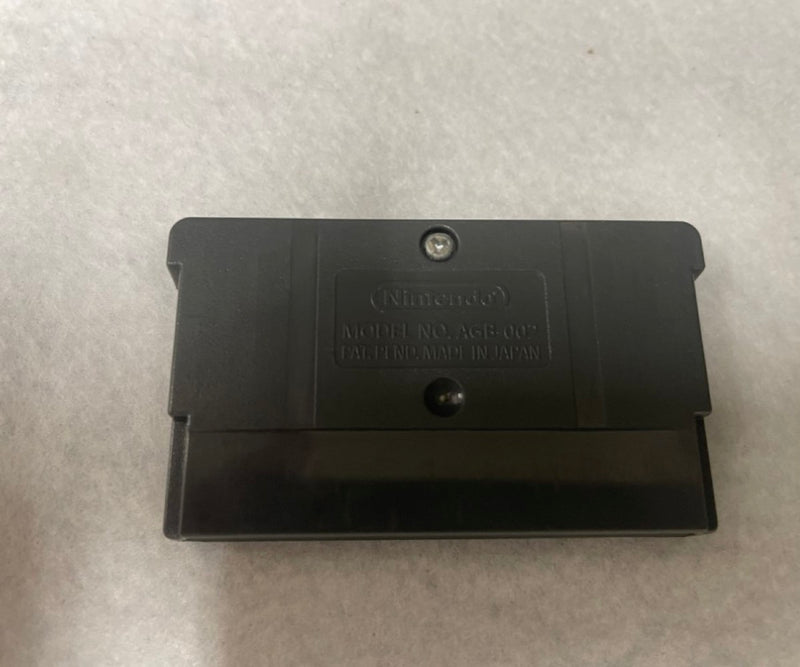 Nintendo
MODEL NO. AGB-002
PAT. PEND. MADE IN JAPAN